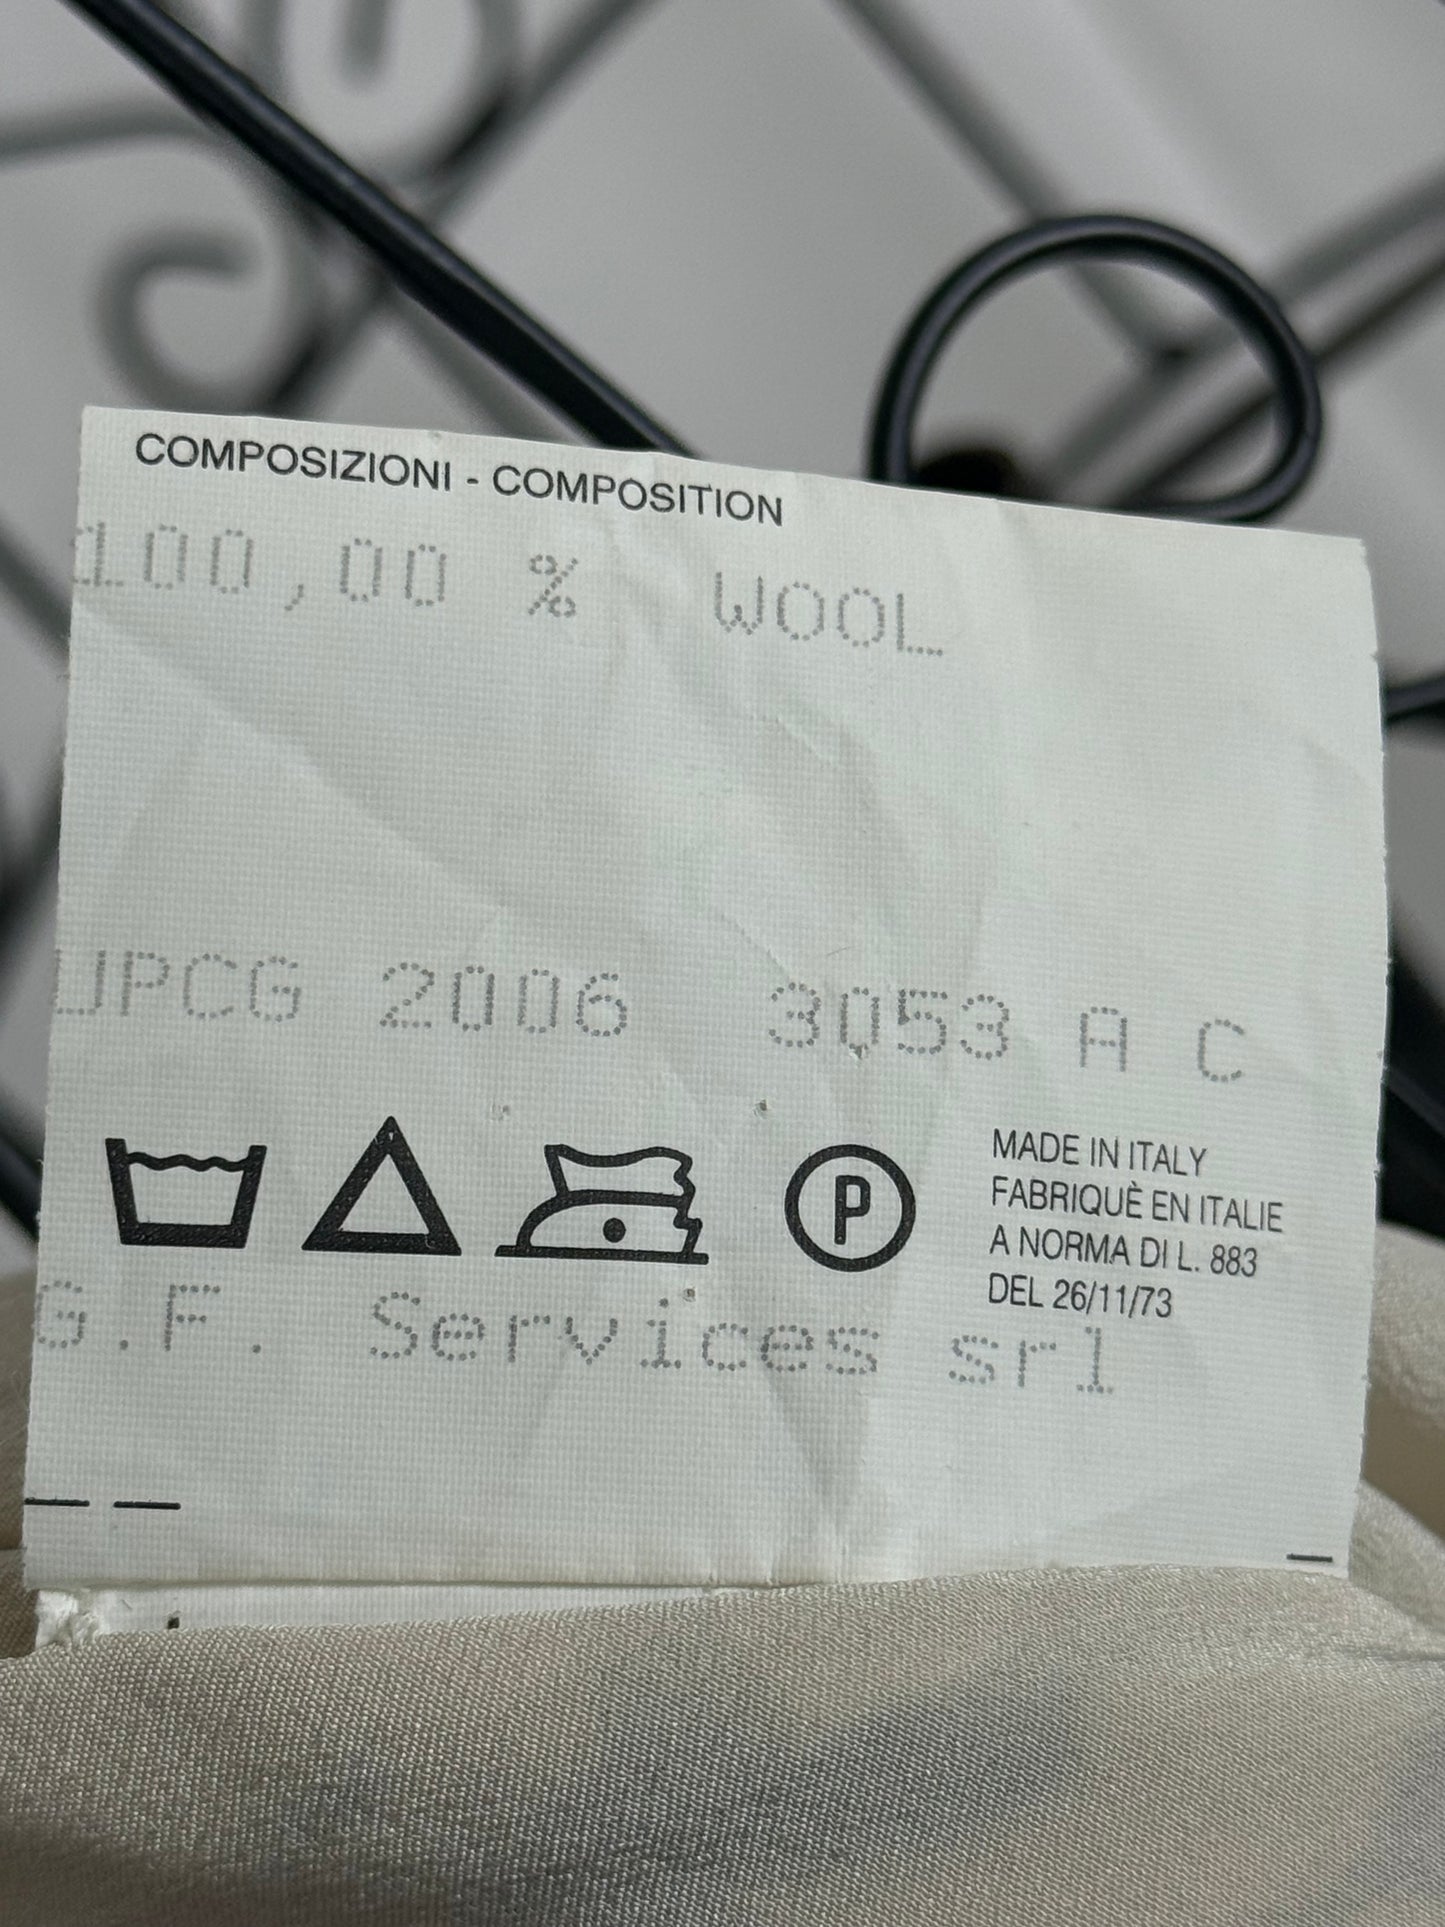 COMPOSIZIONI - COMPOSITION
100,00 % WOOL
JPCG 2006 3053 A C
P
MADE IN ITALY
FABRIQUÈ EN ITALIE
A NORMA DI L. 883
DEL 26/11/73
G.F. Services srl